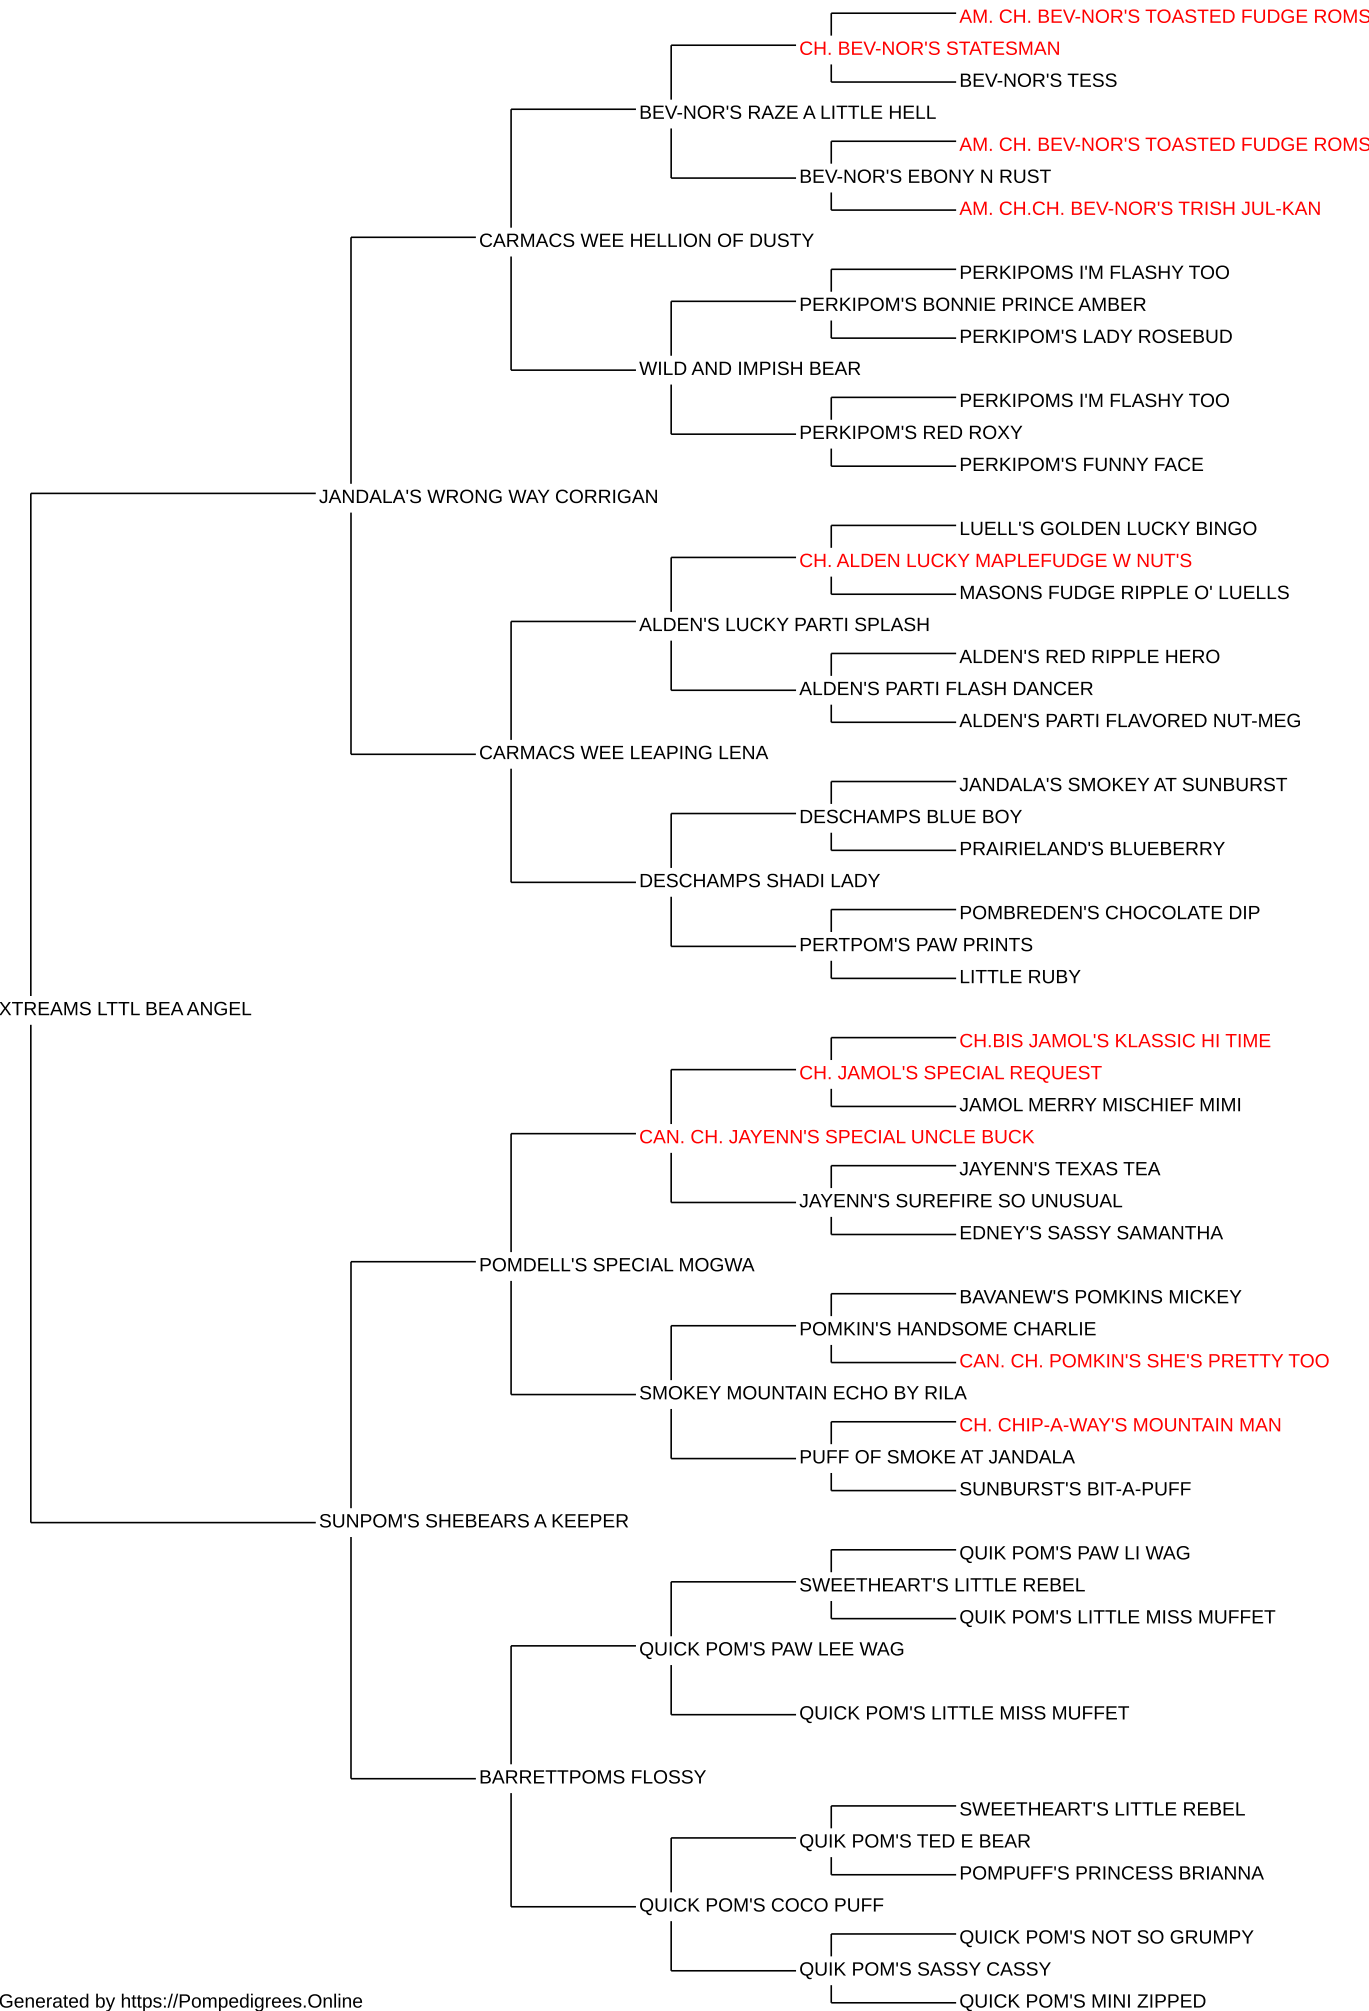 AM. CH. BEV-NOR'S TOASTED FUDGE ROMS
CH. BEV-NOR'S STATESMAN
BEV-NOR'S TESS
BEV-NOR'S RAZE A LITTLE HELL
AM. CH. BEV-NOR'S TOASTED FUDGE ROMS
BEV-NOR'S EBONY N RUST
AM. CH.CH. BEV-NOR'S TRISH JUL-KAN
CARMACS WEE HELLION OF DUSTY
PERKIPOMS I'M FLASHY TOO
PERKIPOM'S BONNIE PRINCE AMBER
PERKIPOM'S LADY ROSEBUD
WILD AND IMPISH BEAR
PERKIPOMS I'M FLASHY TOO
PERKIPOM'S RED ROXY
PERKIPOM'S FUNNY FACE
JANDALA'S WRONG WAY CORRIGAN
LUELL'S GOLDEN LUCKY BINGO
CH. ALDEN LUCKY MAPLEFUDGE W NUT'S
MASONS FUDGE RIPPLE O' LUELLS
ALDEN'S LUCKY PARTI SPLASH
ALDEN'S RED RIPPLE HERO
ALDEN'S PARTI FLASH DANCER
ALDEN'S PARTI FLAVORED NUT-MEG
CARMACS WEE LEAPING LENA
JANDALA'S SMOKEY AT SUNBURST
DESCHAMPS BLUE BOY
PRAIRIELAND'S BLUEBERRY
DESCHAMPS SHADI LADY
POMBREDEN'S CHOCOLATE DIP
PERTPOM'S PAW PRINTS
LITTLE RUBY
XTREAMS LTTL BEA ANGEL
CH.BIS JAMOL'S KLASSIC HI TIME
CH. JAMOL'S SPECIAL REQUEST
JAMOL MERRY MISCHIEF MIMI
CAN. CH. JAYENN'S SPECIAL UNCLE BUCK
JAYENN'S TEXAS TEA
JAYENN'S SUREFIRE SO UNUSUAL
EDNEY'S SASSY SAMANTHA
POMDELL'S SPECIAL MOGWA
BAVANEW'S POMKINS MICKEY
POMKIN'S HANDSOME CHARLIE
CAN. CH. POMKIN'S SHE'S PRETTY TOO
SMOKEY MOUNTAIN ECHO BY RILA
CH. CHIP-A-WAY'S MOUNTAIN MAN
PUFF OF SMOKE AT JANDALA
SUNBURST'S BIT-A-PUFF
SUNPOM'S SHEBEARS A KEEPER
QUIK POM'S PAW LI WAG
SWEETHEART'S LITTLE REBEL
QUIK POM'S LITTLE MISS MUFFET
QUICK POM'S PAW LEE WAG
QUICK POM'S LITTLE MISS MUFFET
BARRETTPOMS FLOSSY
SWEETHEART'S LITTLE REBEL
QUIK POM'S TED E BEAR
POMPUFF'S PRINCESS BRIANNA
QUICK POM'S COCO PUFF
QUICK POM'S NOT SO GRUMPY
QUIK POM'S SASSY CASSY
QUICK POM'S MINI ZIPPED
Generated by https://Pompedigrees.Online